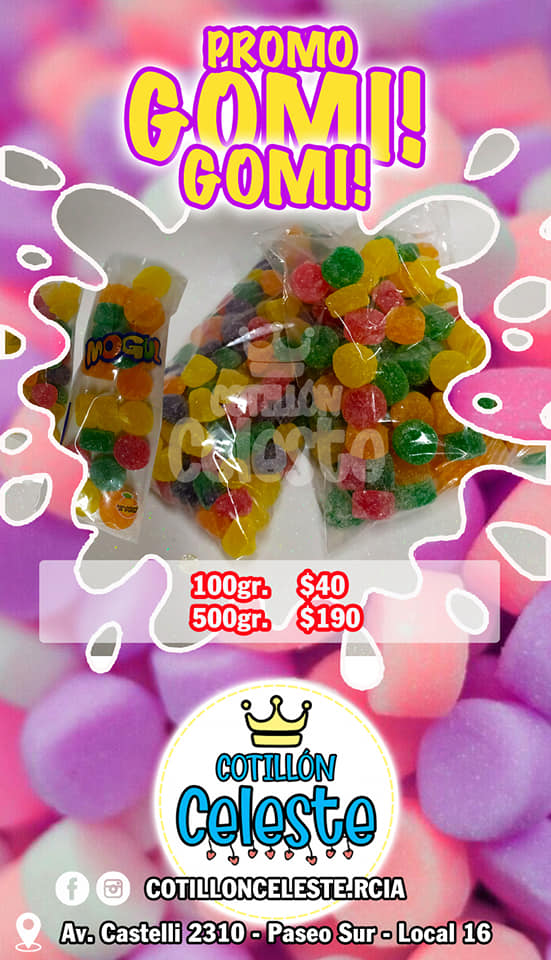 PROMO
GOMI!
GOMI!
MOGUL
COTILLÓN
Celeste
100gr. $40
500gr. $190
COTILLÓN
Celeste
COTILLONCELESTE.RCIA
Av. Castelli 2310 - Paseo Sur - Local 16